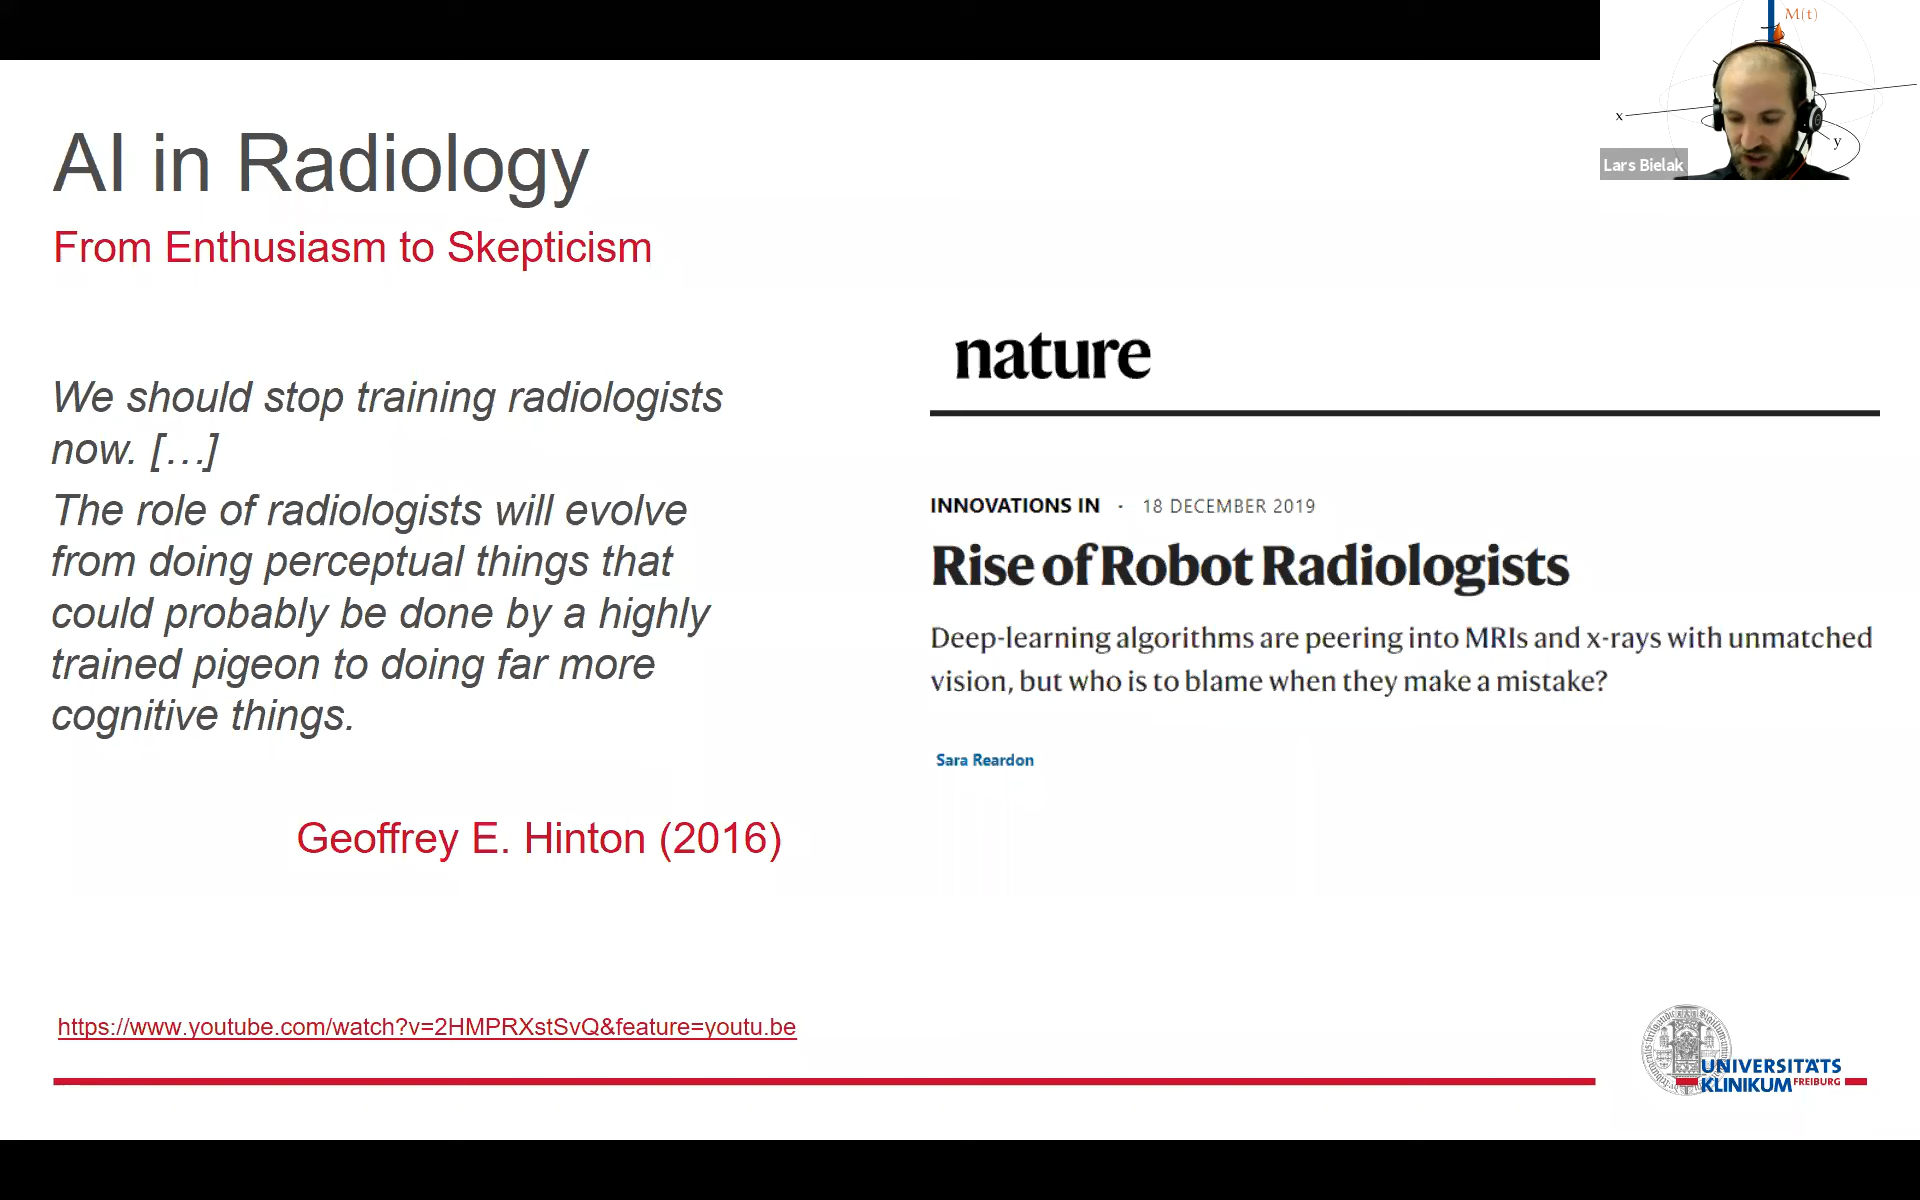 M(t)
x
y
Lars Bielak
AI in Radiology
From Enthusiasm to Skepticism
We should stop training radiologists
now. […]
The role of radiologists will evolve
from doing perceptual things that
could probably be done by a highly
trained pigeon to doing far more
cognitive things.
Geoffrey E. Hinton (2016)
https://www.youtube.com/watch?v=2HMPRXstSvQ&feature=youtu.be
nature
INNOVATIONS IN · 18 DECEMBER 2019
Rise of Robot Radiologists
Deep-learning algorithms are peering into MRIs and x-rays with unmatched
vision, but who is to blame when they make a mistake?
Sara Reardon
UNIVERSITÄTS
KLINIKUM FREIBURG